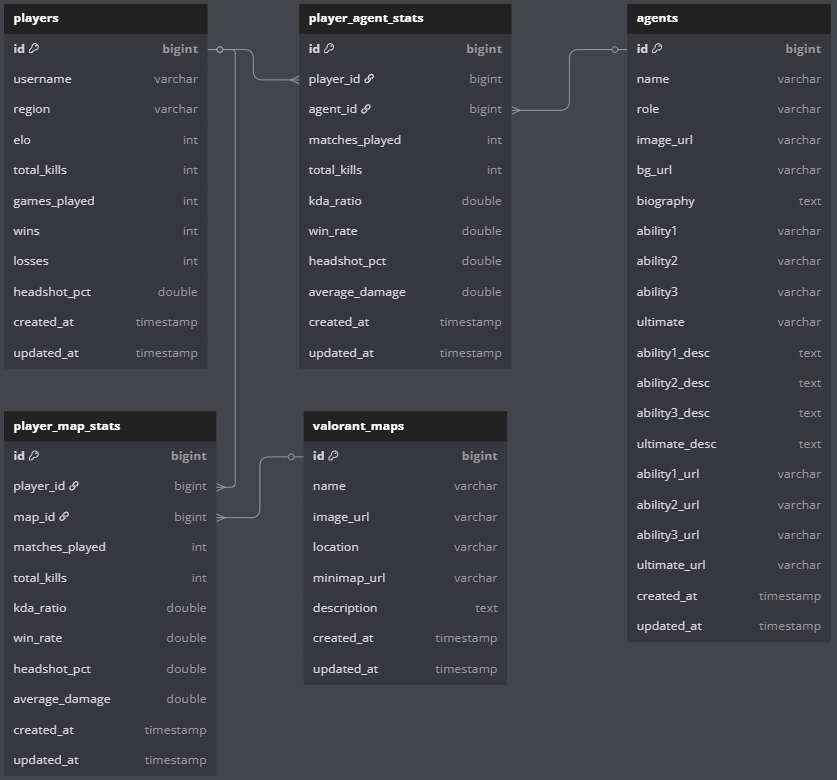 players
id bigint
username varchar
region varchar
elo int
total_kills int
games_played int
wins int
losses int
headshot_pct double
created_at timestamp
updated_at timestamp
player_agent_stats
id bigint
player_id bigint
agent_id bigint
matches_played int
total_kills int
kda_ratio double
win_rate double
headshot_pct double
average_damage double
created_at timestamp
updated_at timestamp
agents
id bigint
name varchar
role varchar
image_url varchar
bg_url varchar
biography text
ability1 varchar
ability2 varchar
ability3 varchar
ultimate varchar
ability1_desc text
ability2_desc text
ability3_desc text
ultimate_desc text
ability1_url varchar
ability2_url varchar
ability3_url varchar
ultimate_url varchar
created_at timestamp
updated_at timestamp
player_map_stats
id bigint
player_id bigint
map_id bigint
matches_played int
total_kills int
kda_ratio double
win_rate double
headshot_pct double
average_damage double
created_at timestamp
updated_at timestamp
valorant_maps
id bigint
name varchar
image_url varchar
location varchar
minimap_url varchar
description text
created_at timestamp
updated_at timestamp